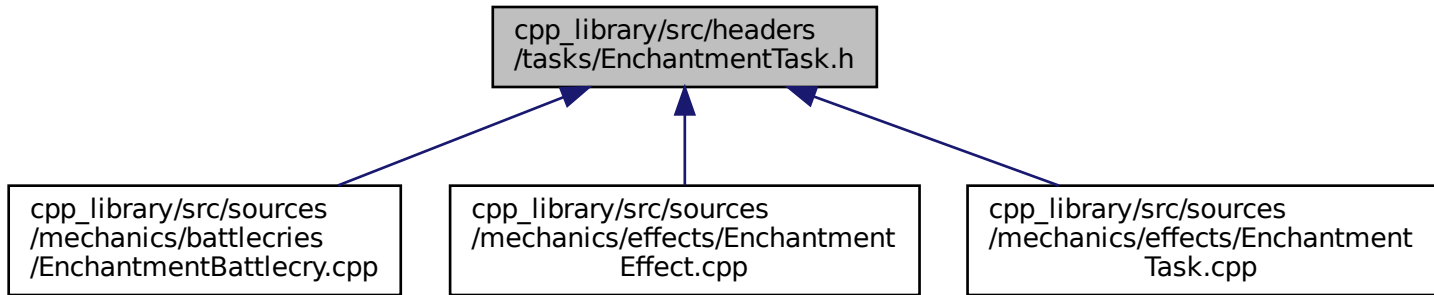 cpp_library/src/headers
/tasks/EnchantmentTask.h
cpp_library/src/sources
/mechanics/battlecries
/EnchantmentBattlecry.cpp
cpp_library/src/sources
/mechanics/effects/Enchantment
Effect.cpp
cpp_library/src/sources
/mechanics/effects/Enchantment
Task.cpp